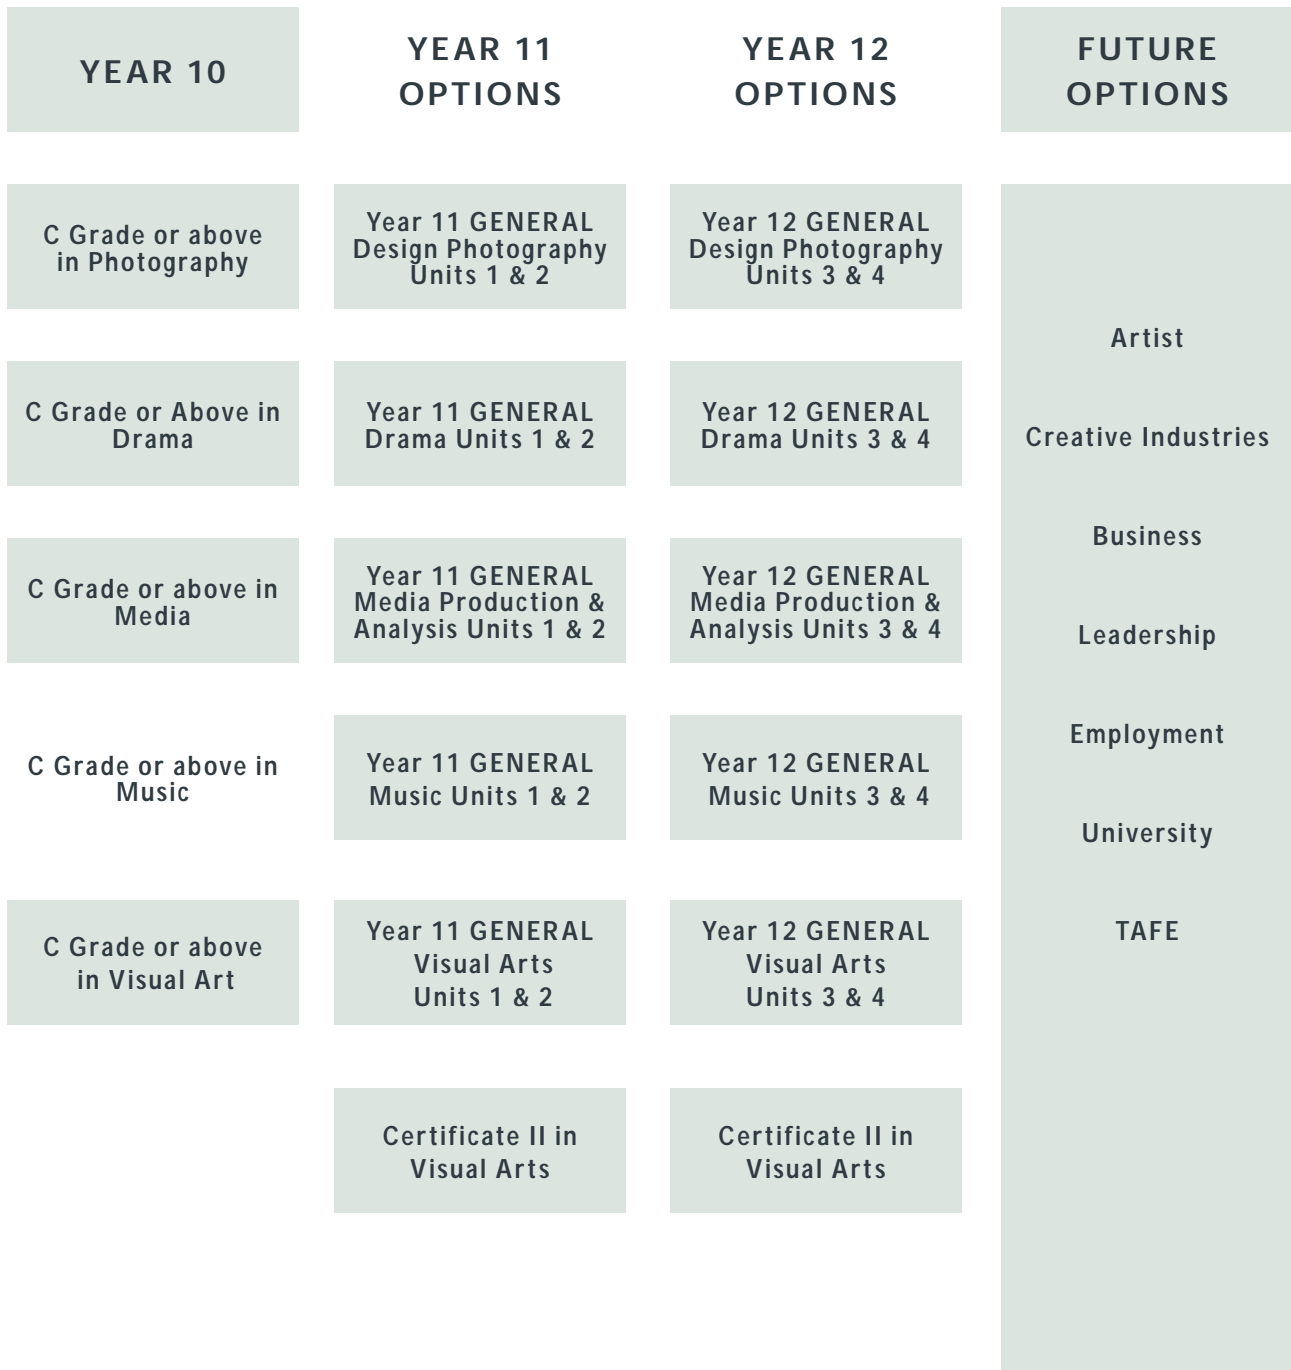 YEAR 10
YEAR 11
OPTIONS
YEAR 12
OPTIONS
FUTURE
OPTIONS
C Grade or above
in Photography
Year 11 GENERAL
Design Photography
Units 1 & 2
Year 12 GENERAL
Design Photography
Units 3 & 4
C Grade or Above in
Drama
Year 11 GENERAL
Drama Units 1 & 2
Year 12 GENERAL
Drama Units 3 & 4
C Grade or above in
Media
Year 11 GENERAL
Media Production &
Analysis Units 1 & 2
Year 12 GENERAL
Media Production &
Analysis Units 3 & 4
C Grade or above in
Music
Year 11 GENERAL
Music Units 1 & 2
Year 12 GENERAL
Music Units 3 & 4
C Grade or above
in Visual Art
Year 11 GENERAL
Visual Arts
Units 1 & 2
Year 12 GENERAL
Visual Arts
Units 3 & 4
Certificate II in
Visual Arts
Certificate II in
Visual Arts
Artist
Creative Industries
Business
Leadership
Employment
University
TAFE